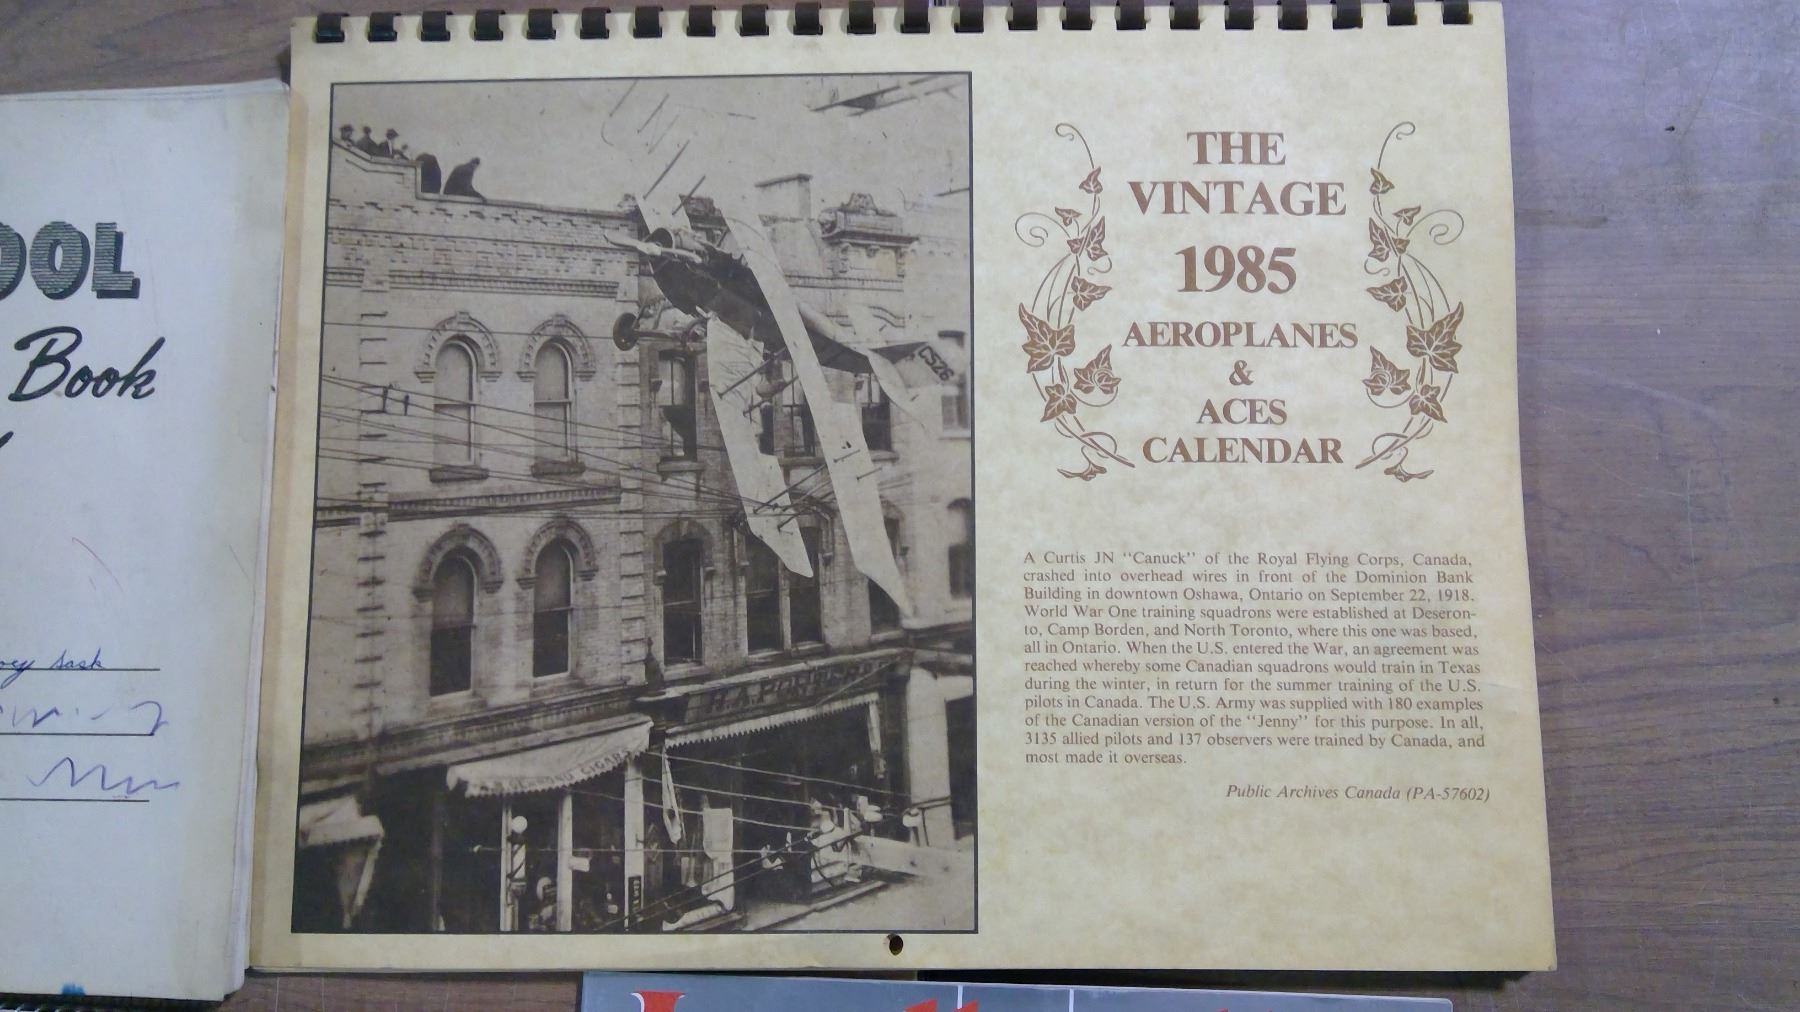 OOL
Book
sask
C526
H.A.
CIGAR
THE
VINTAGE
1985
AEROPLANES
&
ACES
CALENDAR
A Curtis JN "Canuck" of the Royal Flying Corps, Canada,
crashed into overhead wires in front of the Dominion Bank
Building in downtown Oshawa, Ontario on September 22, 1918.
World War One training squadrons were established at Deseron-
to, Camp Borden, and North Toronto, where this one was based,
all in Ontario. When the U.S. entered the War, an agreement was
reached whereby some Canadian squadrons would train in Texas
during the winter, in return for the summer training of the U.S.
pilots in Canada. The U.S. Army was supplied with 180 examples
of the Canadian version of the "Jenny" for this purpose. In all,
3135 allied pilots and 137 observers were trained by Canada, and
most made it overseas.
Public Archives Canada (PA-57602)